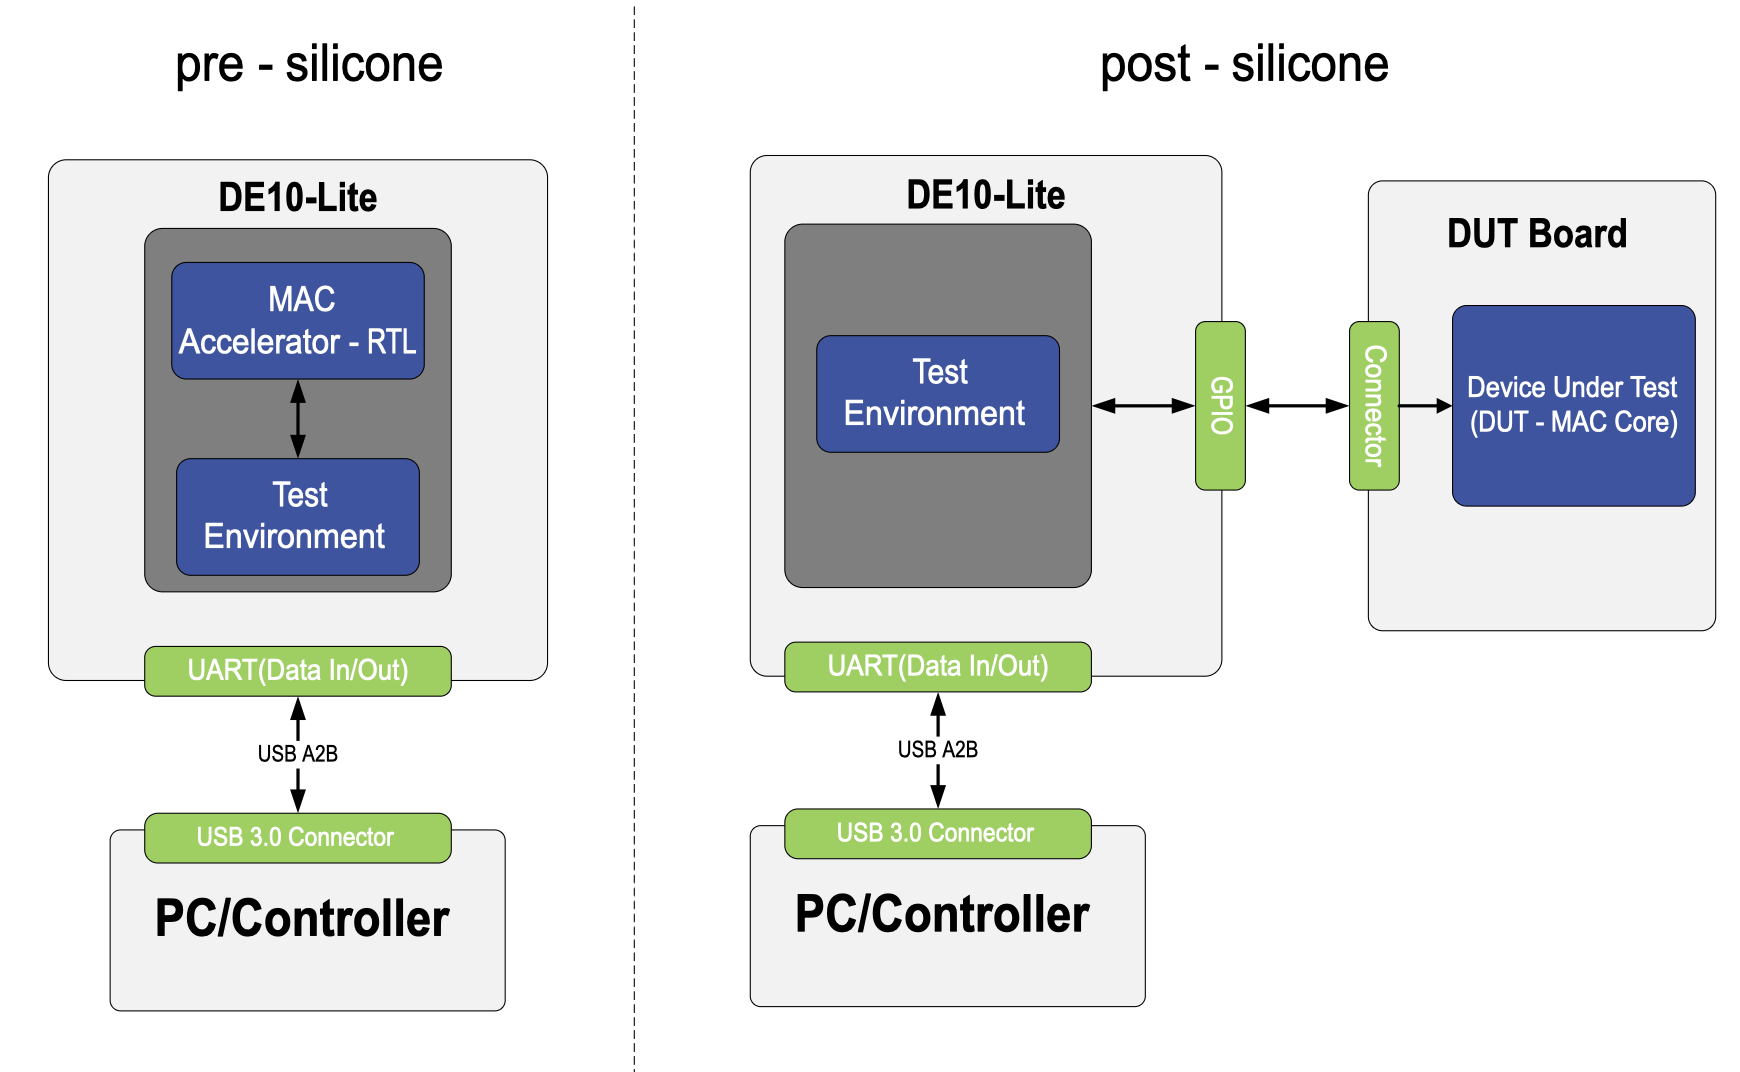 pre - silicone
DE10-Lite
MAC
Accelerator - RTL
Test
Environment
UART(Data In/Out)
USB A2B
USB 3.0 Connector
PC/Controller
post - silicone
DE10-Lite
Test
Environment
GPIO
Connector
DUT Board
Device Under Test
(DUT - MAC Core)
UART(Data In/Out)
USB A2B
USB 3.0 Connector
PC/Controller